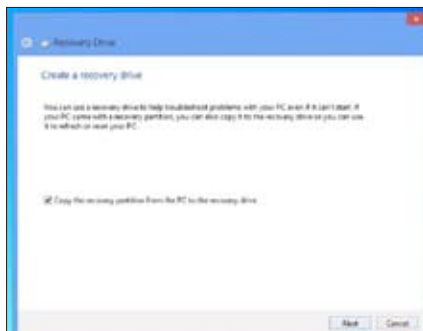 Recovery Drive
Create a recovery drive
You can use a recovery drive to help troubleshoot problems with your PC even if it can't start. If
your PC came with a recovery partition, you can also copy it to the recovery drive so you can use
it to refresh or reset your PC.
Copy the recovery partition from the PC to the recovery drive.
Next
Cancel